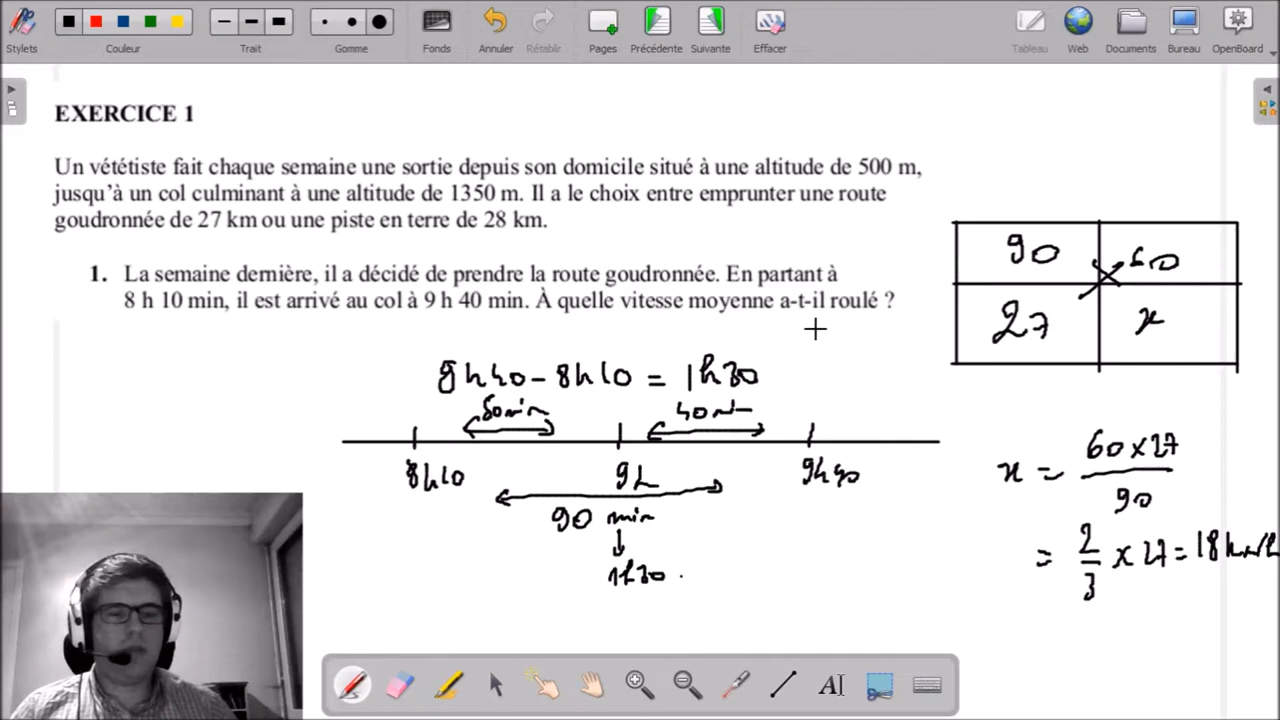 Stylets Couleur Trait Gomme Fonds Annuler Rétablir Pages Précédente Suivante Effacer Tableau Web Documents Bureau OpenBoard
EXERCICE 1
Un vététiste fait chaque semaine une sortie depuis son domicile situé à une altitude de 500 m,
jusqu'à un col culminant à une altitude de 1350 m. Il a le choix entre emprunter une route
goudronnée de 27 km ou une piste en terre de 28 km.
1. La semaine dernière, il a décidé de prendre la route goudronnée. En partant à
8 h 10 min, il est arrivé au col à 9 h 40 min. À quelle vitesse moyenne a-t-il roulé ?
90 60
27 x
9h40 - 8h10 = 1h30
50min 40min
8h10 9h 9h40
90 min
1h30.
x = 60 x 27
90
= 2 x 27 = 18 km/h
3
AI